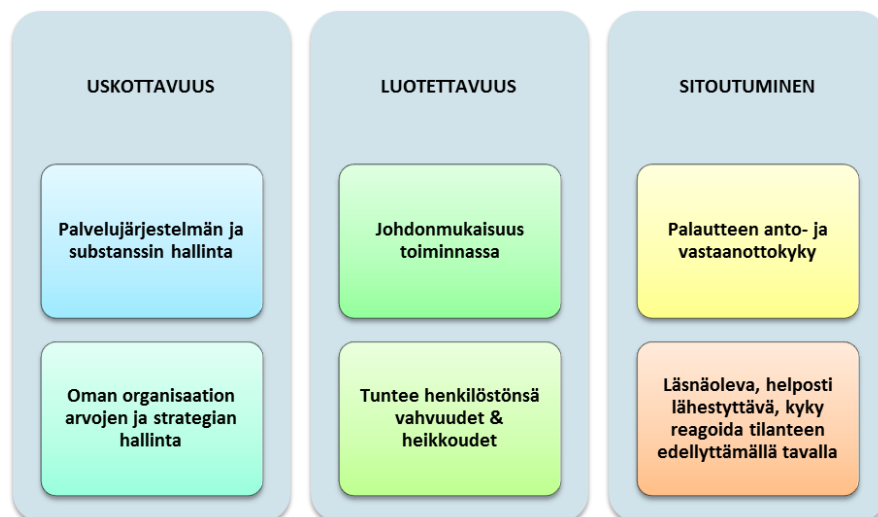 USKOTTAVUUS
Palvelujärjestelmän ja
substanssin hallinta
Oman organisaation
arvojen ja strategian
hallinta
LUOTETTAVUUS
Johdonmukaisuus
toiminnassa
Tuntee henkilöstönsä
vahvuudet &
heikkoudet
SITOUTUMINEN
Palautteen anto- ja
vastaanottokyky
Läsnäoleva, helposti
lähestyttävä, kyky
reagoida tilanteen
edellyttämällä tavalla